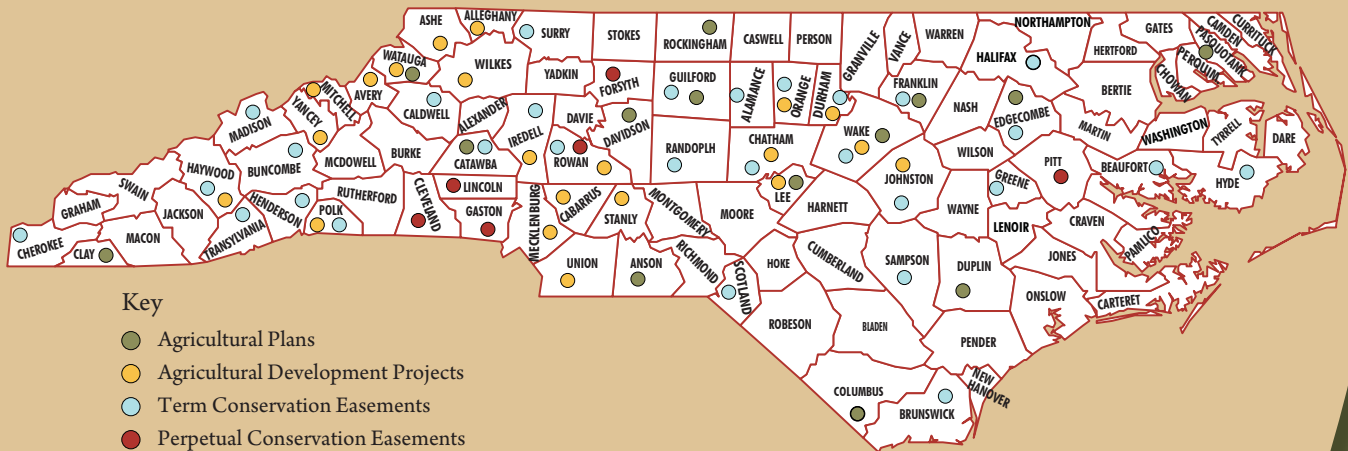 ASHE
ALLEGHANY
SURRY
STOKES
ROCKINGHAM
CASWELL
PERSON
GRANVILLE
VANCE
WARREN
NORTHAMPTON
HALIFAX
GATES
HERTFORD
CAMDEN
CURRITUCK
PASQUOTANK
PERQUIM.
CHOWAN
BERTIE
WATAUGA
WILKES
YADKIN
FORSYTH
GUILFORD
ALAMANCE
ORANGE
DURHAM
FRANKLIN
NASH
EDGECOMBE
MARTIN
WASHINGTON
TYRRELL
DARE
MITCHELL
AVERY
CALDWELL
ALEXANDER
IREDELL
DAVIE
DAVIDSON
RANDOLPH
CHATHAM
WAKE
WILSON
PITT
BEAUFORT
HYDE
MADISON
YANCEY
BUNCOMBE
MCDOWELL
BURKE
CATAWBA
ROWAN
LEE
JOHNSTON
GREENE
HAYWOOD
SWAIN
GRAHAM
JACKSON
HENDERSON
POLK
RUTHERFORD
CLEVELAND
LINCOLN
GASTON
MECKLENBURG
CABARRUS
STANLY
MONTGOMERY
MOORE
HARNETT
WAYNE
LENOIR
CRAVEN
PAMLICO
CHEROKEE
CLAY
MACON
TRANSYLVANIA
UNION
ANSON
RICHMOND
SCOTLAND
HOKE
CUMBERLAND
SAMPSON
DUPLIN
JONES
ONSLOW
CARTERET
ROBESON
BLADEN
PENDER
COLUMBUS
BRUNSWICK
NEW
HANOVER
Key
Agricultural Plans
Agricultural Development Projects
Term Conservation Easements
Perpetual Conservation Easements